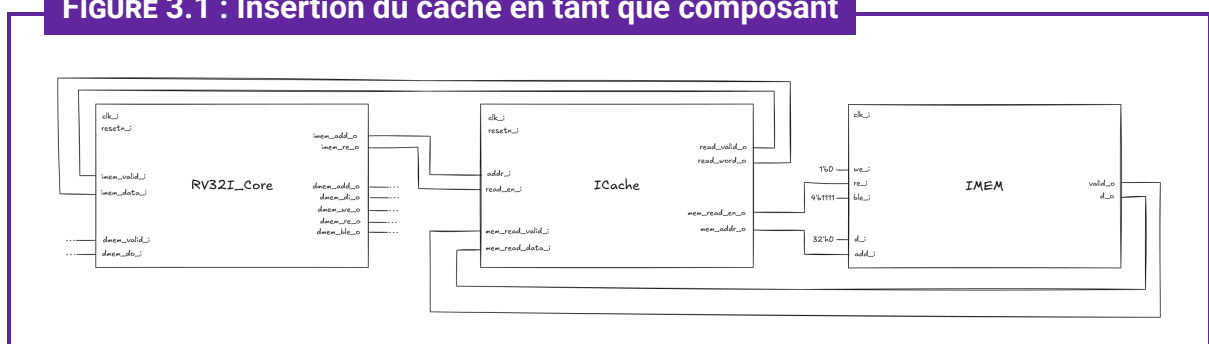 FIGURE 3.1 : Insertion du cache en tant que composant
clk_i
resetn_i
imem_add_o
imem_re_o
imem_valid_i
imem_data_i
RV32I_Core
dmem_add_o
dmem_di_o
dmem_we_o
dmem_re_o
dmem_ble_o
dmem_valid_i
dmem_do_i
clk_i
resetn_i
read_valid_o
read_word_o
addr_i
read_en_i
ICache
mem_read_en_o
mem_addr_o
mem_read_valid_i
mem_read_data_i
clk_i
1'b0
we_i
re_i
4'b1111
ble_i
IMEM
valid_o
d_o
32'h0
d_i
add_i